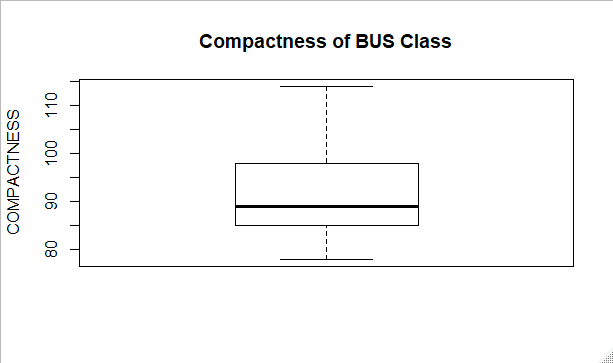 Compactness of BUS Class
COMPACTNESS
110
100
90
80